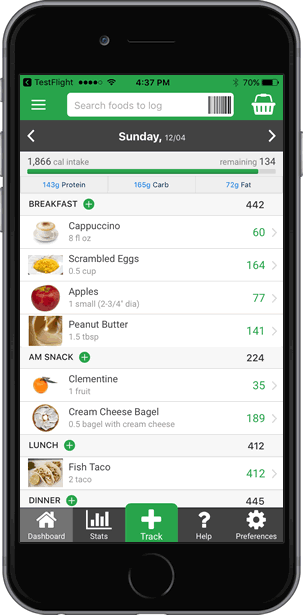 TestFlight 4:37 PM 70%
Search foods to log
Sunday, 12/04
1,866 cal intake remaining 134
143g Protein 165g Carb 72g Fat
BREAKFAST 442
Cappuccino
8 fl oz 60
Scrambled Eggs
0.5 cup 164
Apples
1 small (2-3/4" dia) 77
Peanut Butter
1.5 tbsp 141
AM SNACK 224
Clementine
1 fruit 35
Cream Cheese Bagel
0.5 bagel with cream cheese 189
LUNCH 412
Fish Taco
2 taco 412
DINNER 445
Dashboard Stats Track Help Preferences